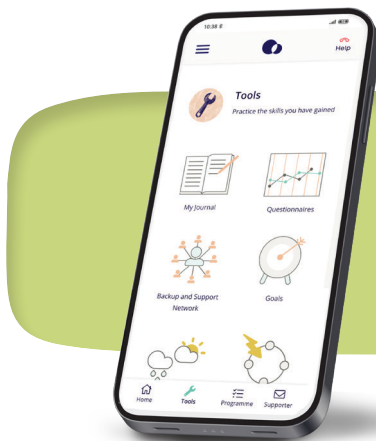 10:38
Help
Tools
Practice the skills you have gained
My Journal
Questionnaires
Backup and Support
Network
Goals
Home
Tools
Programme
Supporter